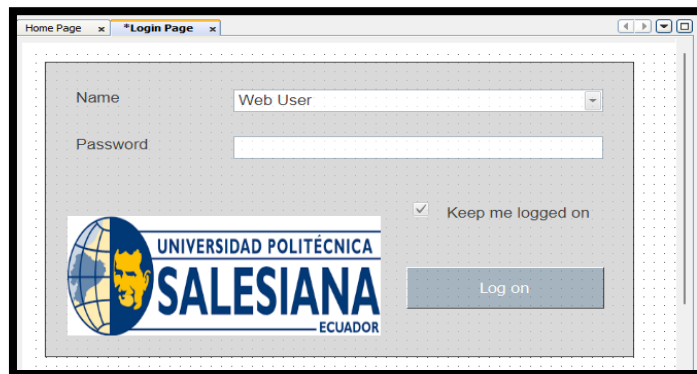 Home Page x *Login Page x
Name Web User
Password
Keep me logged on
UNIVERSIDAD POLITÉCNICA
SALESIANA
ECUADOR
Log on